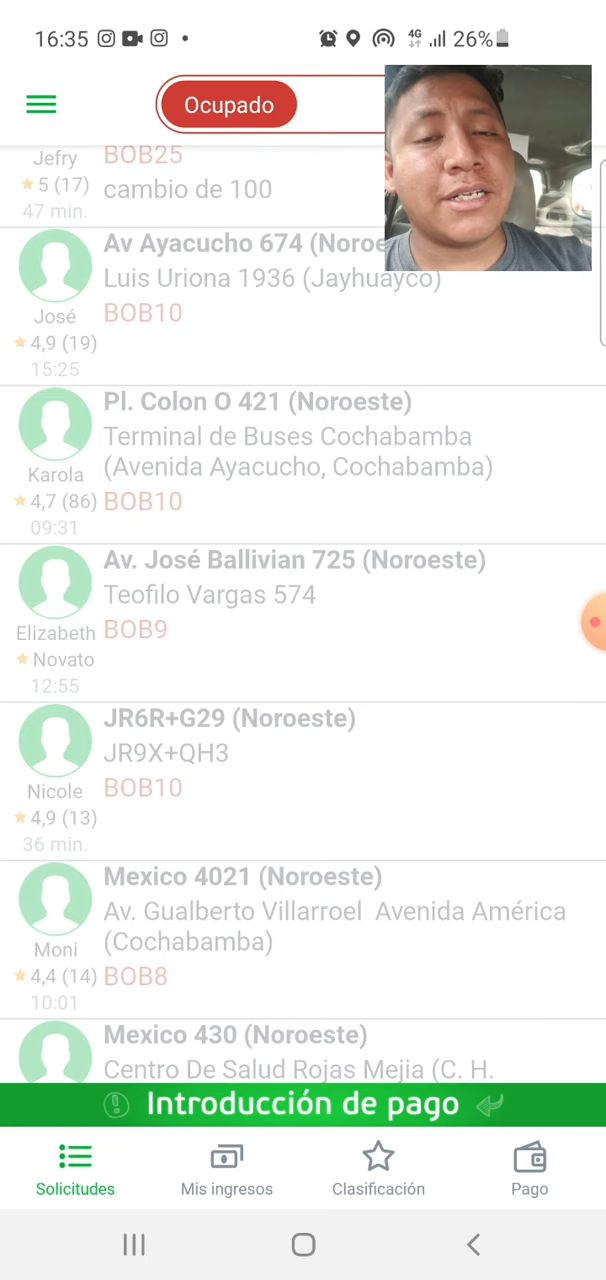 16:35
4G 26%
Ocupado
Jefry
5 (17)
47 min.
BOB25
cambio de 100
Av Ayacucho 674 (Noroe
Luis Uriona 1936 (Jayhuayco)
BOB10
José
4,9 (19)
15:25
Pl. Colon O 421 (Noroeste)
Terminal de Buses Cochabamba
(Avenida Ayacucho, Cochabamba)
BOB10
Karola
4,7 (86)
09:31
Av. José Ballivian 725 (Noroeste)
Teofilo Vargas 574
BOB9
Elizabeth
Novato
12:55
JR6R+G29 (Noroeste)
JR9X+QH3
BOB10
Nicole
4,9 (13)
36 min.
Mexico 4021 (Noroeste)
Av. Gualberto Villarroel Avenida América
(Cochabamba)
BOB8
Moni
4,4 (14)
10:01
Mexico 430 (Noroeste)
Centro De Salud Rojas Mejia (C. H.
Introducción de pago
Solicitudes
Mis ingresos
Clasificación
Pago